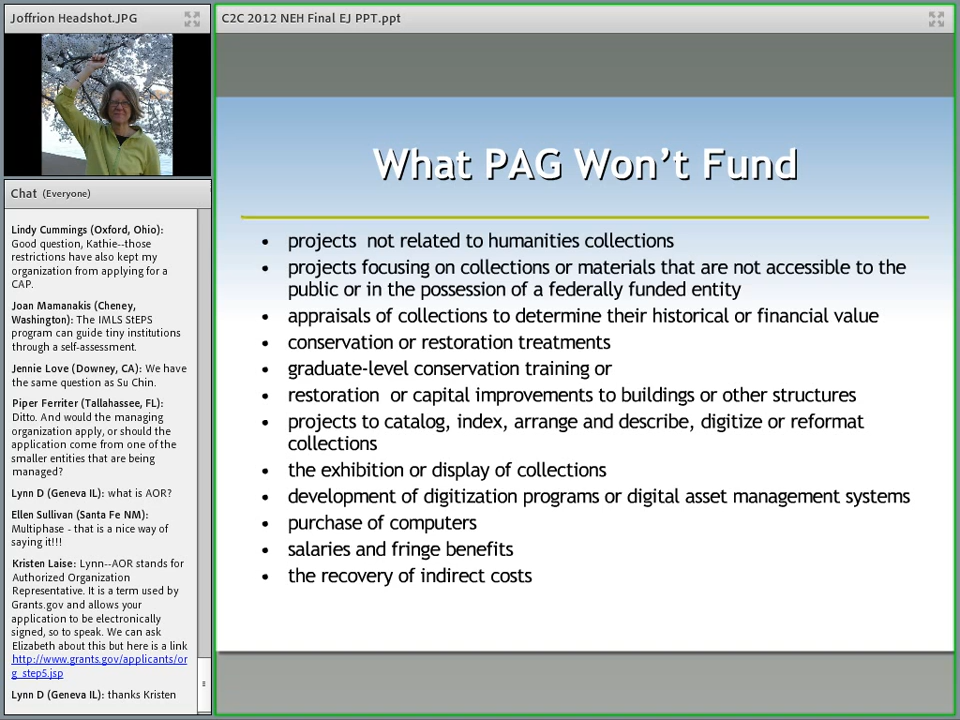 Joffrion Headshot.JPG
C2C 2012 NEH Final EJ PPT.ppt
Chat (Everyone)
Lindy Cummings (Oxford, Ohio):
Good question, Kathie--those
restrictions have also kept my
organization from applying for a
CAP.
Joan Mamanakis (Cheney,
Washington): The IMLS StEPS
program can guide tiny institutions
through a self-assessment.
Jennie Love (Downey, CA): We have
the same question as Su Chin.
Piper Ferriter (Tallahassee, FL):
Ditto. And would the managing
organization apply, or should the
application come from one of the
smaller entities that are being
managed?
Lynn D (Geneva IL): what is AOR?
Ellen Sullivan (Santa Fe NM):
Multiphase - that is a nice way of
saying it!!!
Kristen Laise: Lynn--AOR stands for
Authorized Organization
Representative. It is a term used by
Grants.gov and allows your
application to be electronically
signed, so to speak. We can ask
Elizabeth about this but here is a link
http://www.grants.gov/applicants/or
g_step5.jsp
Lynn D (Geneva IL): thanks Kristen
What PAG Won't Fund
• projects  not related to humanities collections
• projects focusing on collections or materials that are not accessible to the
public or in the possession of a federally funded entity
• appraisals of collections to determine their historical or financial value
• conservation or restoration treatments
• graduate-level conservation training or
• restoration  or capital improvements to buildings or other structures
• projects to catalog, index, arrange and describe, digitize or reformat
collections
• the exhibition or display of collections
• development of digitization programs or digital asset management systems
• purchase of computers
• salaries and fringe benefits
• the recovery of indirect costs